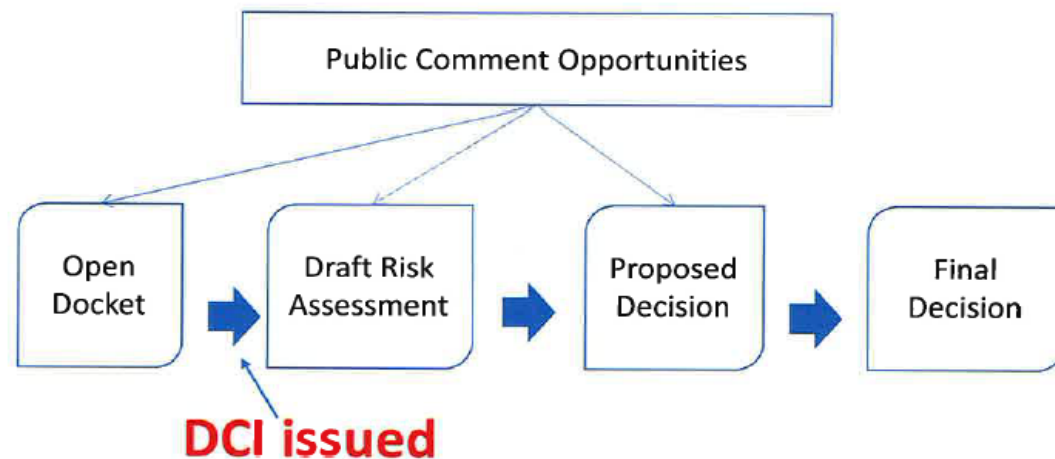 Public Comment Opportunities
Open
Docket
Draft Risk
Assessment
Proposed
Decision
Final
Decision
DCI issued